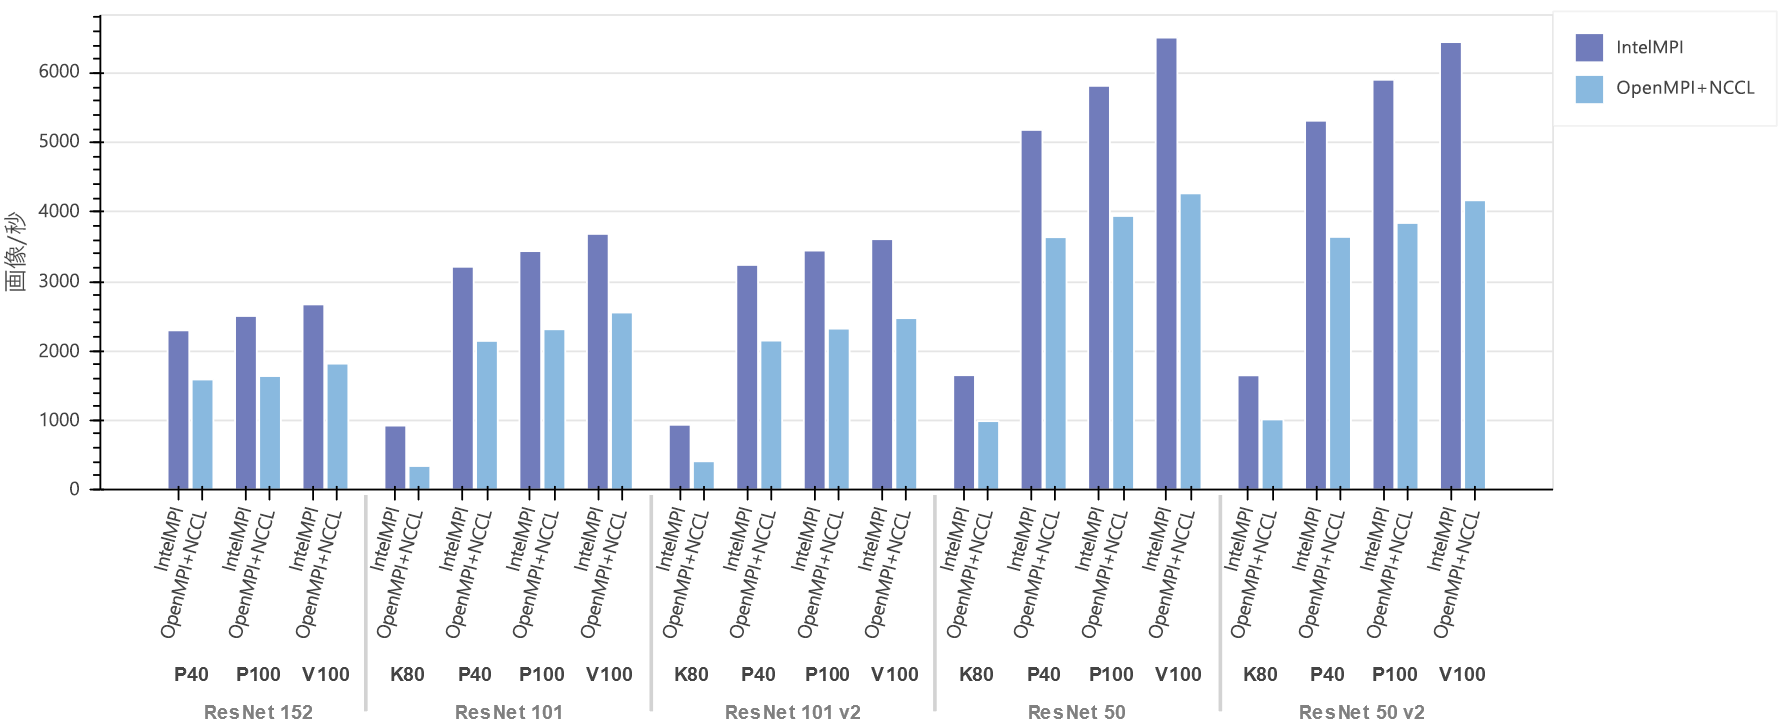 IntelMPI
OpenMPI+NCCL
画像/秒
6000
5000
4000
3000
2000
1000
0
IntelMPI
OpenMPI+NCCL
IntelMPI
OpenMPI+NCCL
IntelMPI
OpenMPI+NCCL
IntelMPI
OpenMPI+NCCL
IntelMPI
OpenMPI+NCCL
IntelMPI
OpenMPI+NCCL
IntelMPI
OpenMPI+NCCL
IntelMPI
OpenMPI+NCCL
IntelMPI
OpenMPI+NCCL
IntelMPI
OpenMPI+NCCL
IntelMPI
OpenMPI+NCCL
IntelMPI
OpenMPI+NCCL
IntelMPI
OpenMPI+NCCL
IntelMPI
OpenMPI+NCCL
IntelMPI
OpenMPI+NCCL
IntelMPI
OpenMPI+NCCL
IntelMPI
OpenMPI+NCCL
IntelMPI
OpenMPI+NCCL
IntelMPI
OpenMPI+NCCL
P40 P100 V100 K80 P40 P100 V100 K80 P40 P100 V100 K80 P40 P100 V100 K80 P40 P100 V100
ResNet 152 ResNet 101 ResNet 101 v2 ResNet 50 ResNet 50 v2